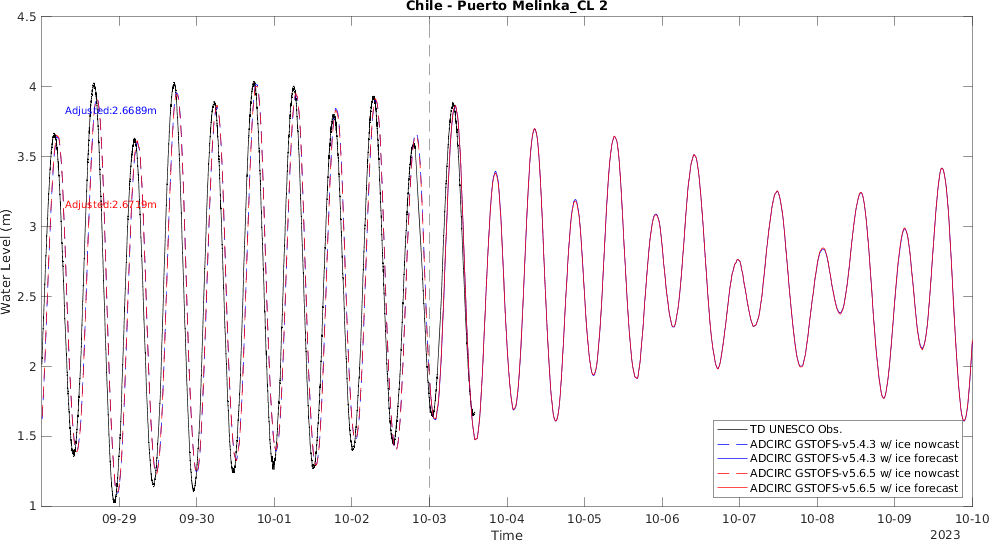 Chile - Puerto Melinka_CL 2
4.5
4
3.5
3
2.5
2
1.5
1
Water Level (m)
Adjusted:2.6689m
Adjusted:2.6719m
TD UNESCO Obs.
ADCIRC GSTOFS-v5.4.3 w/ ice nowcast
ADCIRC GSTOFS-v5.4.3 w/ ice forecast
ADCIRC GSTOFS-v5.6.5 w/ ice nowcast
ADCIRC GSTOFS-v5.6.5 w/ ice forecast
09-29 09-30 10-01 10-02 10-03 10-04 10-05 10-06 10-07 10-08 10-09 10-10
Time
2023